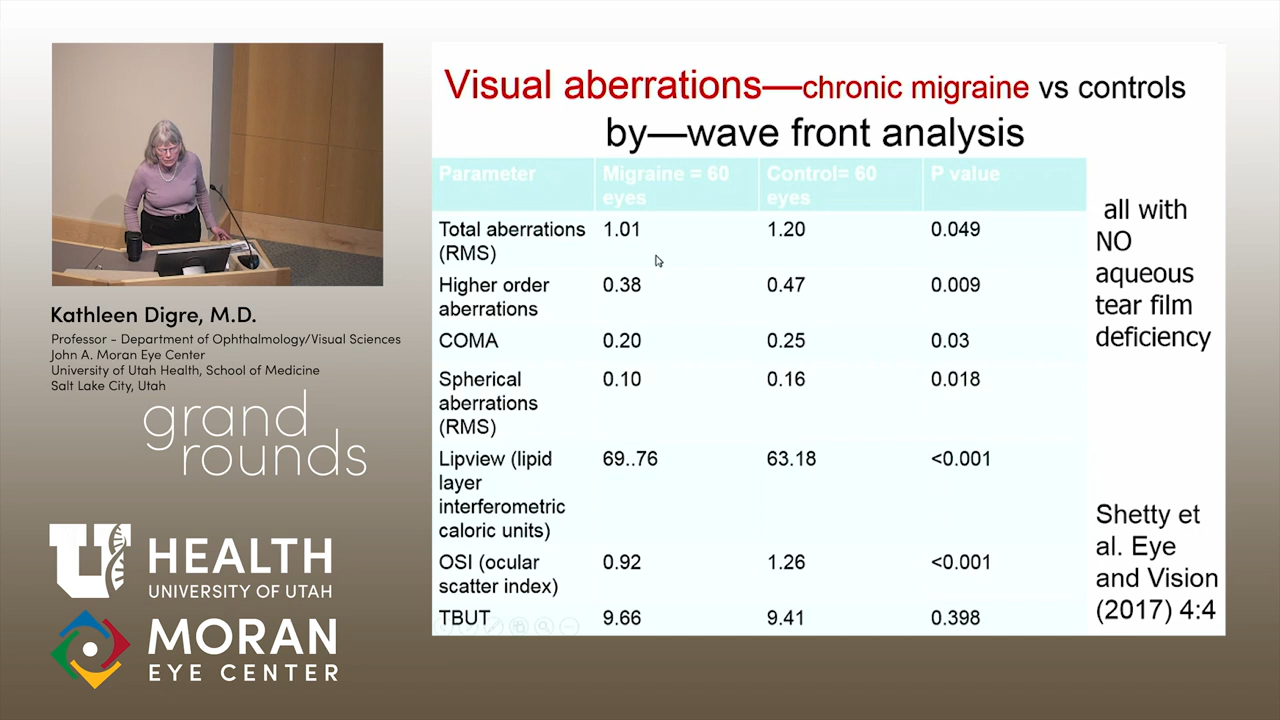 Visual aberrations—chronic migraine vs controls
by—wave front analysis
Parameter
Migraine = 60
eyes
Control= 60
eyes
P value
Total aberrations
(RMS)
1.01
1.20
0.049
Higher order
aberrations
0.38
0.47
0.009
COMA
0.20
0.25
0.03
Spherical
aberrations
(RMS)
0.10
0.16
0.018
Lipview (lipid
layer
interferometric
caloric units)
69..76
63.18
<0.001
OSI (ocular
scatter index)
0.92
1.26
<0.001
TBUT
9.66
9.41
0.398
all with
NO
aqueous
tear film
deficiency
Shetty et
al. Eye
and Vision
(2017) 4:4
Kathleen Digre, M.D.
Professor - Department of Ophthalmology/Visual Sciences
John A. Moran Eye Center
University of Utah Health, School of Medicine
Salt Lake City, Utah
grand
rounds
U HEALTH
UNIVERSITY OF UTAH
MORAN
EYE CENTER